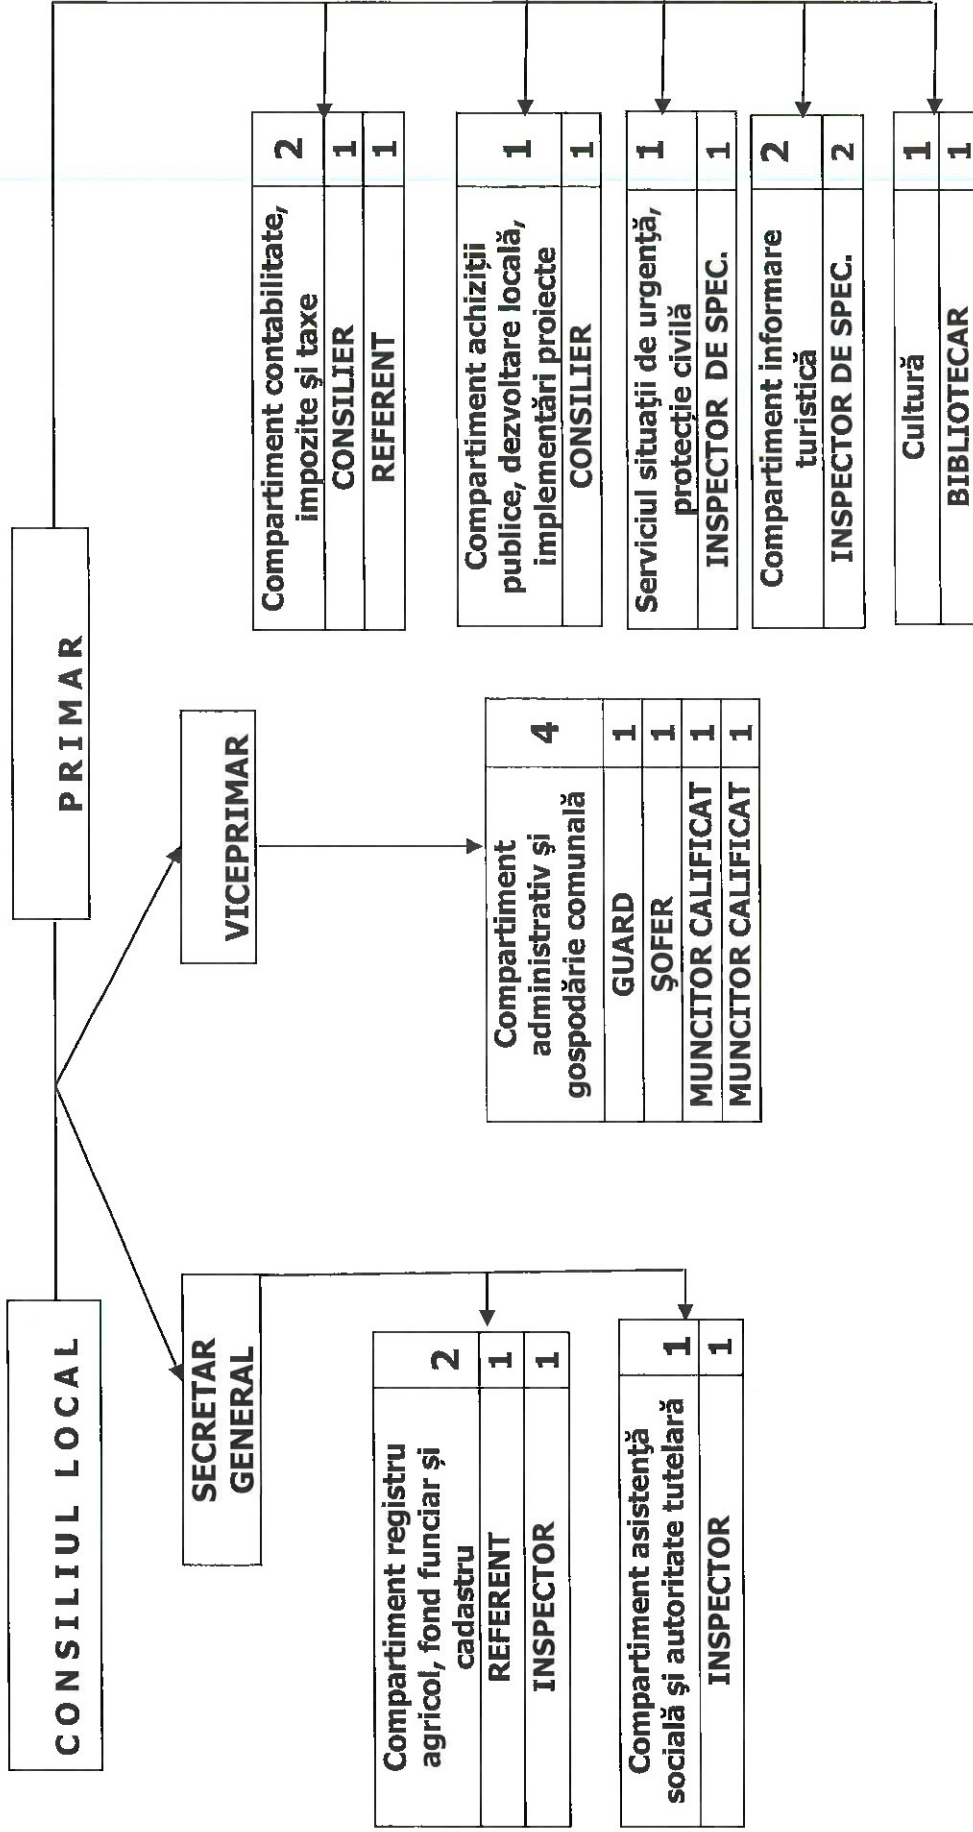 CONSILIUL LOCAL
PRIMAR
SECRETAR
GENERAL
VICEPRIMAR
Compartiment registru
agricol, fond funciar și
cadastru
2
REFERENT 1
INSPECTOR 1
Compartiment asistență
socială și autoritate tutelară
1
INSPECTOR 1
Compartiment
administrativ și
gospodărie comunală
4
GUARD 1
ȘOFER 1
MUNCITOR CALIFICAT 1
MUNCITOR CALIFICAT 1
Compartiment contabilitate,
impozite și taxe
2
CONSILIER 1
REFERENT 1
Compartiment achiziții
publice, dezvoltare locală,
implementări proiecte
1
CONSILIER 1
Serviciul situații de urgență,
protecție civilă
1
INSPECTOR DE SPEC. 1
Compartiment informare
turistică
2
INSPECTOR DE SPEC. 2
Cultură 1
BIBLIOTECAR 1